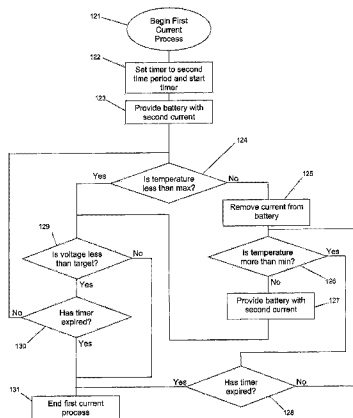 121
Begin First
Current
Process
122
Set timer to second
time period and start
timer
123
Provide battery with
second current
124
Is temperature
less than max?
Yes
No
125
Remove current from
battery
129
Is voltage less
than target?
No
Yes
Is temperature
more than min?
Yes
126
No
Provide battery with
second current
127
Has timer
expired?
No
130
Yes
131
End first current
process
Yes
Has timer
expired?
No
128